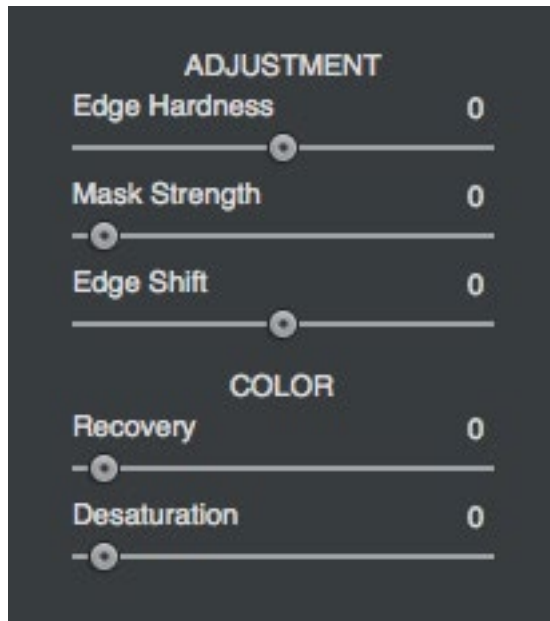 ADJUSTMENT
Edge Hardness 0
Mask Strength 0
Edge Shift 0
COLOR
Recovery 0
Desaturation 0